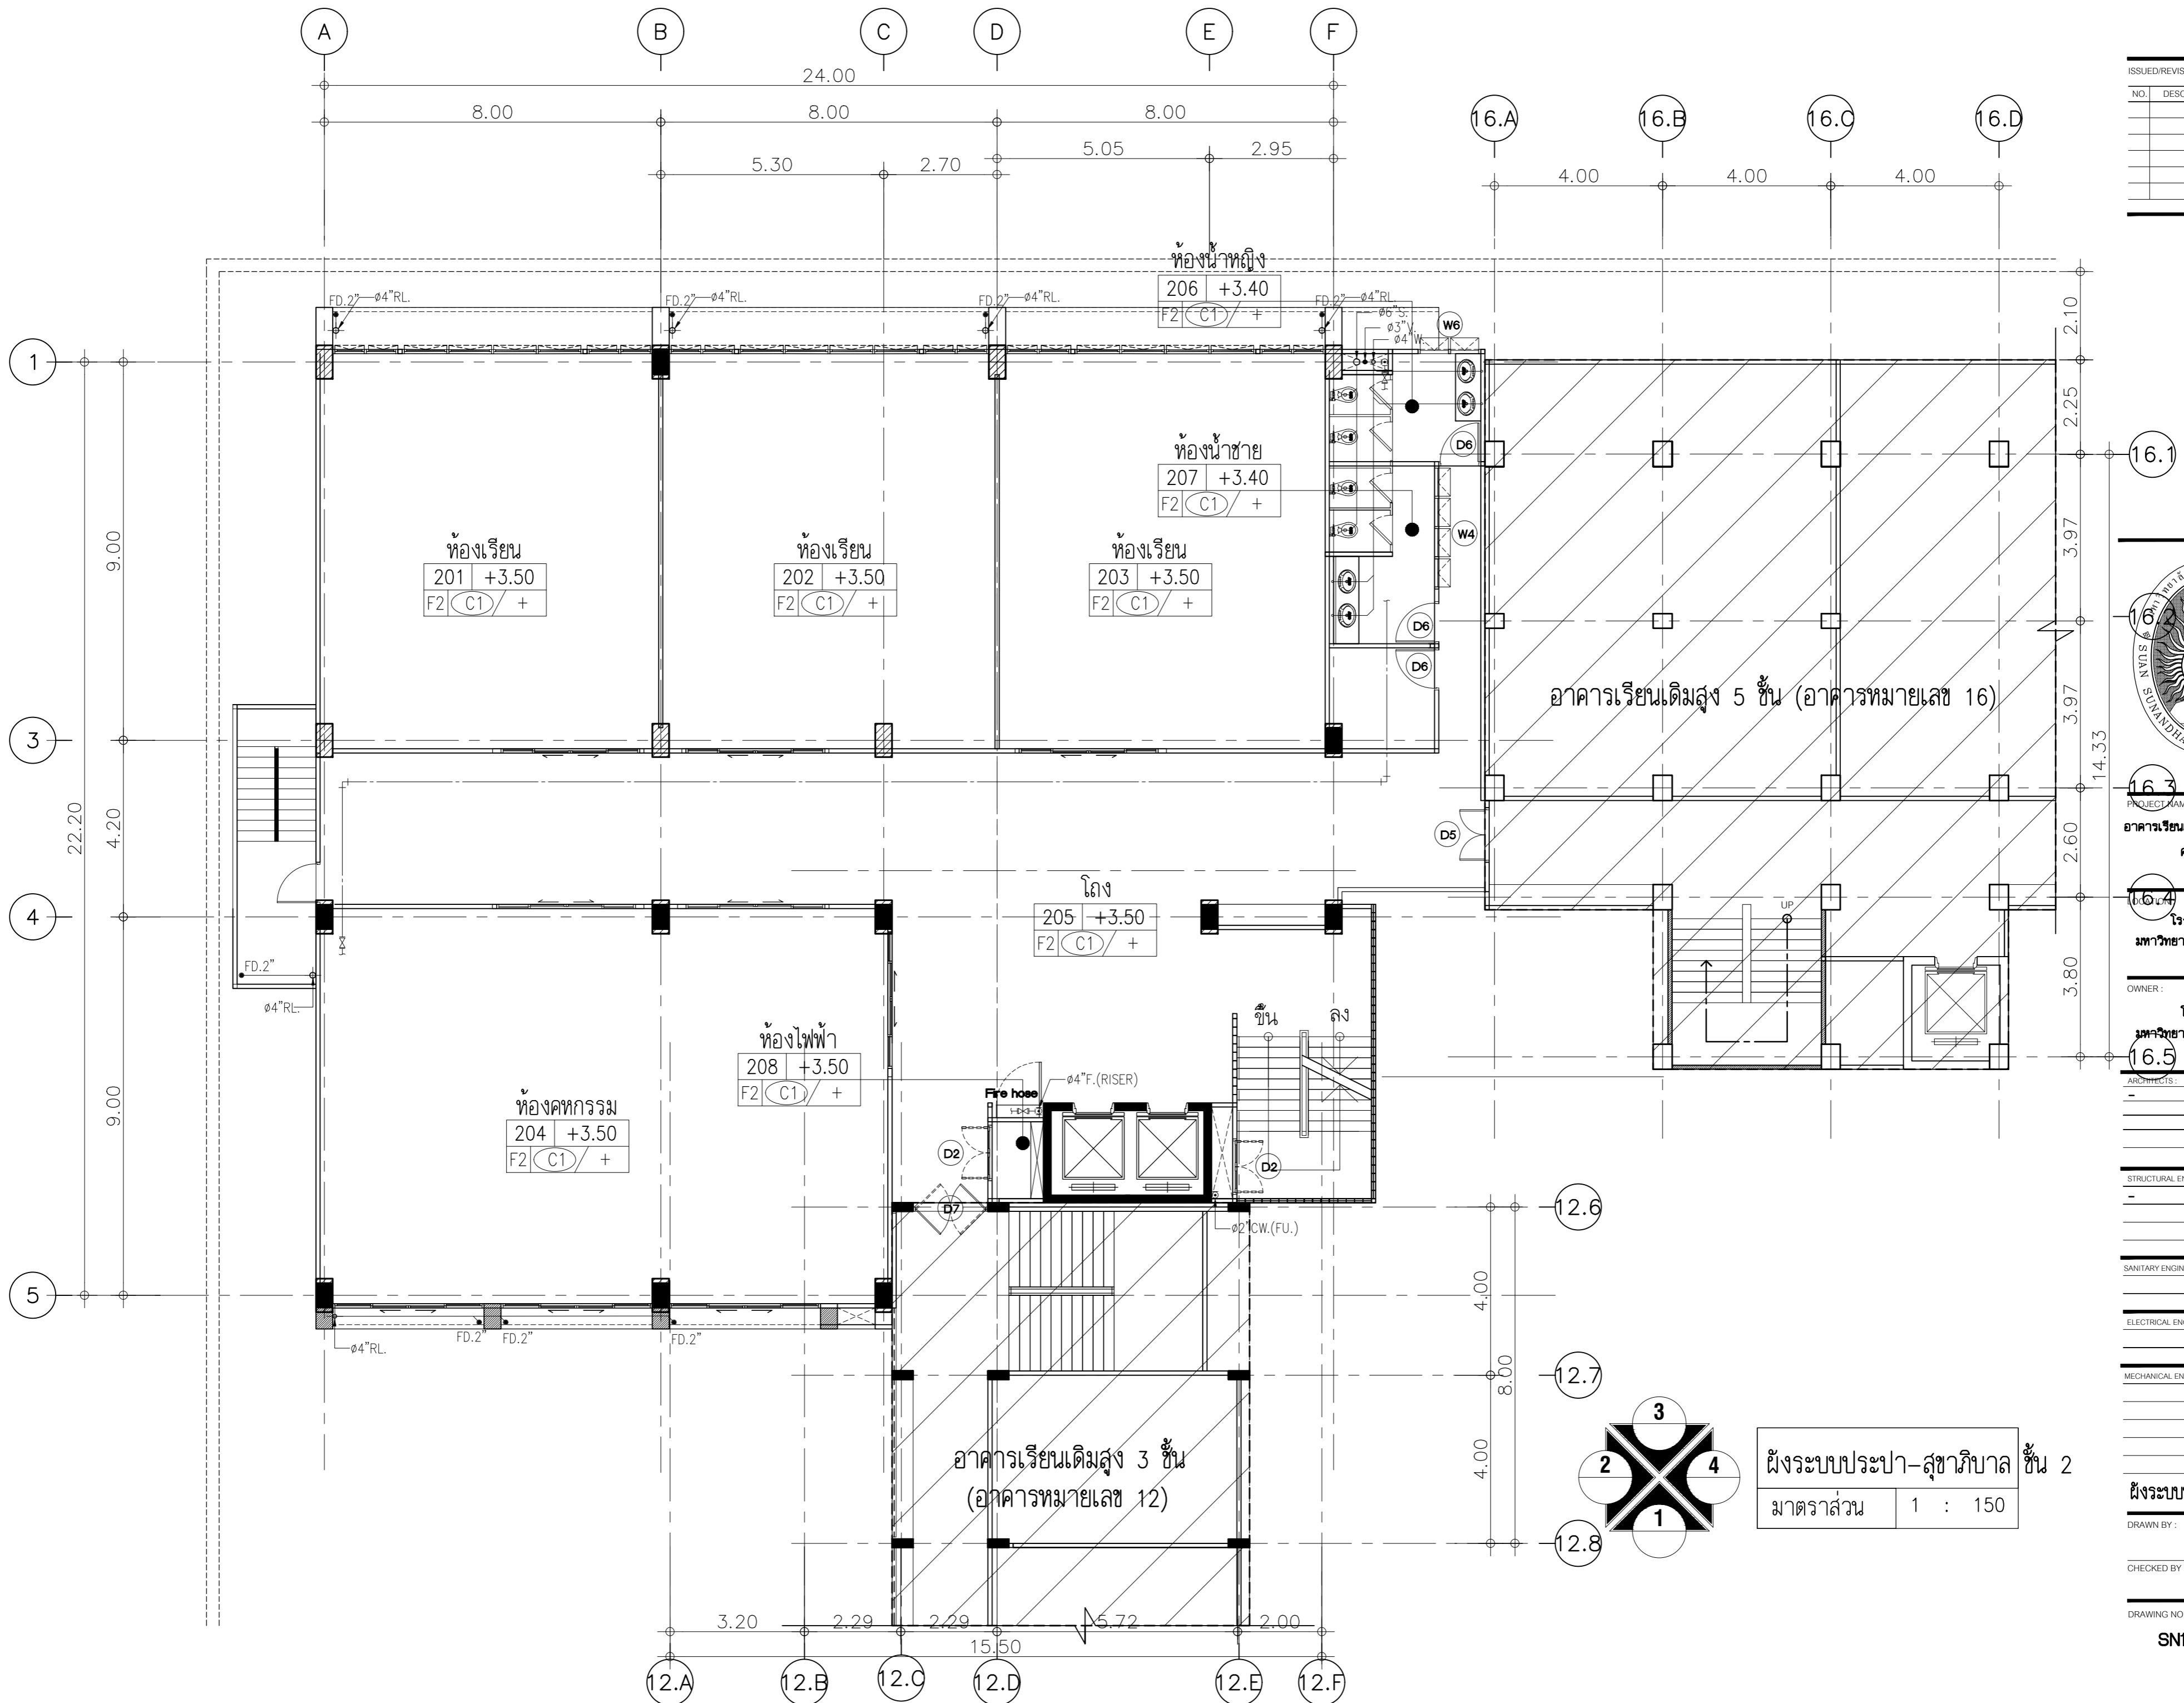 A
B
C
D
E
F
24.00
8.00
8.00
8.00
5.30
2.70
5.05
2.95
16.A
16.B
16.C
16.D
4.00
4.00
4.00
NO.
ห้องน้ำหญิง
206 +3.40
F2 C1 / +
FD.2" ø4"RL.
FD.2" ø4"RL.
FD.2" ø4"RL.
FD.2" ø4"RL.
ø6"S.
ø3"V.
ø4"W
W6
2.10
1
2.25
ห้องน้ำชาย
207 +3.40
F2 C1 / +
D6
16.1
W4
9.00
3.97
ห้องเรียน
201 +3.50
F2 C1 / +
ห้องเรียน
202 +3.50
F2 C1 / +
ห้องเรียน
203 +3.50
F2 C1 / +
D6
D6
16.2
SUAN SUNANDHA
อาคารเรียนเดิมสูง 5 ชั้น (อาคารหมายเลข 16)
3.97
3
14.33
16.3
22.20
4.20
D5
2.60
โถง
205 +3.50
F2 C1 / +
4
16.4
UP
FD.2"
ø4"RL.
3.80
OWNER :
ขึ้น
ลง
ห้องไฟฟ้า
208 +3.50
F2 C1 / +
ø4"F.(RISER)
Fire hose
16.5
ARCHITECTS :
-
9.00
ห้องคหกรรม
204 +3.50
F2 C1 / +
D2
D2
D7
-
12.6
ø2"CW.(FU.)
5
4.00
FD.2"
FD.2"
FD.2"
ø4"RL.
8.00
12.7
4.00
อาคารเรียนเดิมสูง 3 ชั้น
(อาคารหมายเลข 12)
3
2
4
1
ผังระบบประปา-สุขาภิบาล ชั้น 2
มาตราส่วน 1 : 150
12.8
DRAWN BY :
CHECKED BY
DRAWING NO
3.20
2.29
2.29
5.72
2.00
15.50
12.A
12.B
12.C
12.D
12.E
12.F